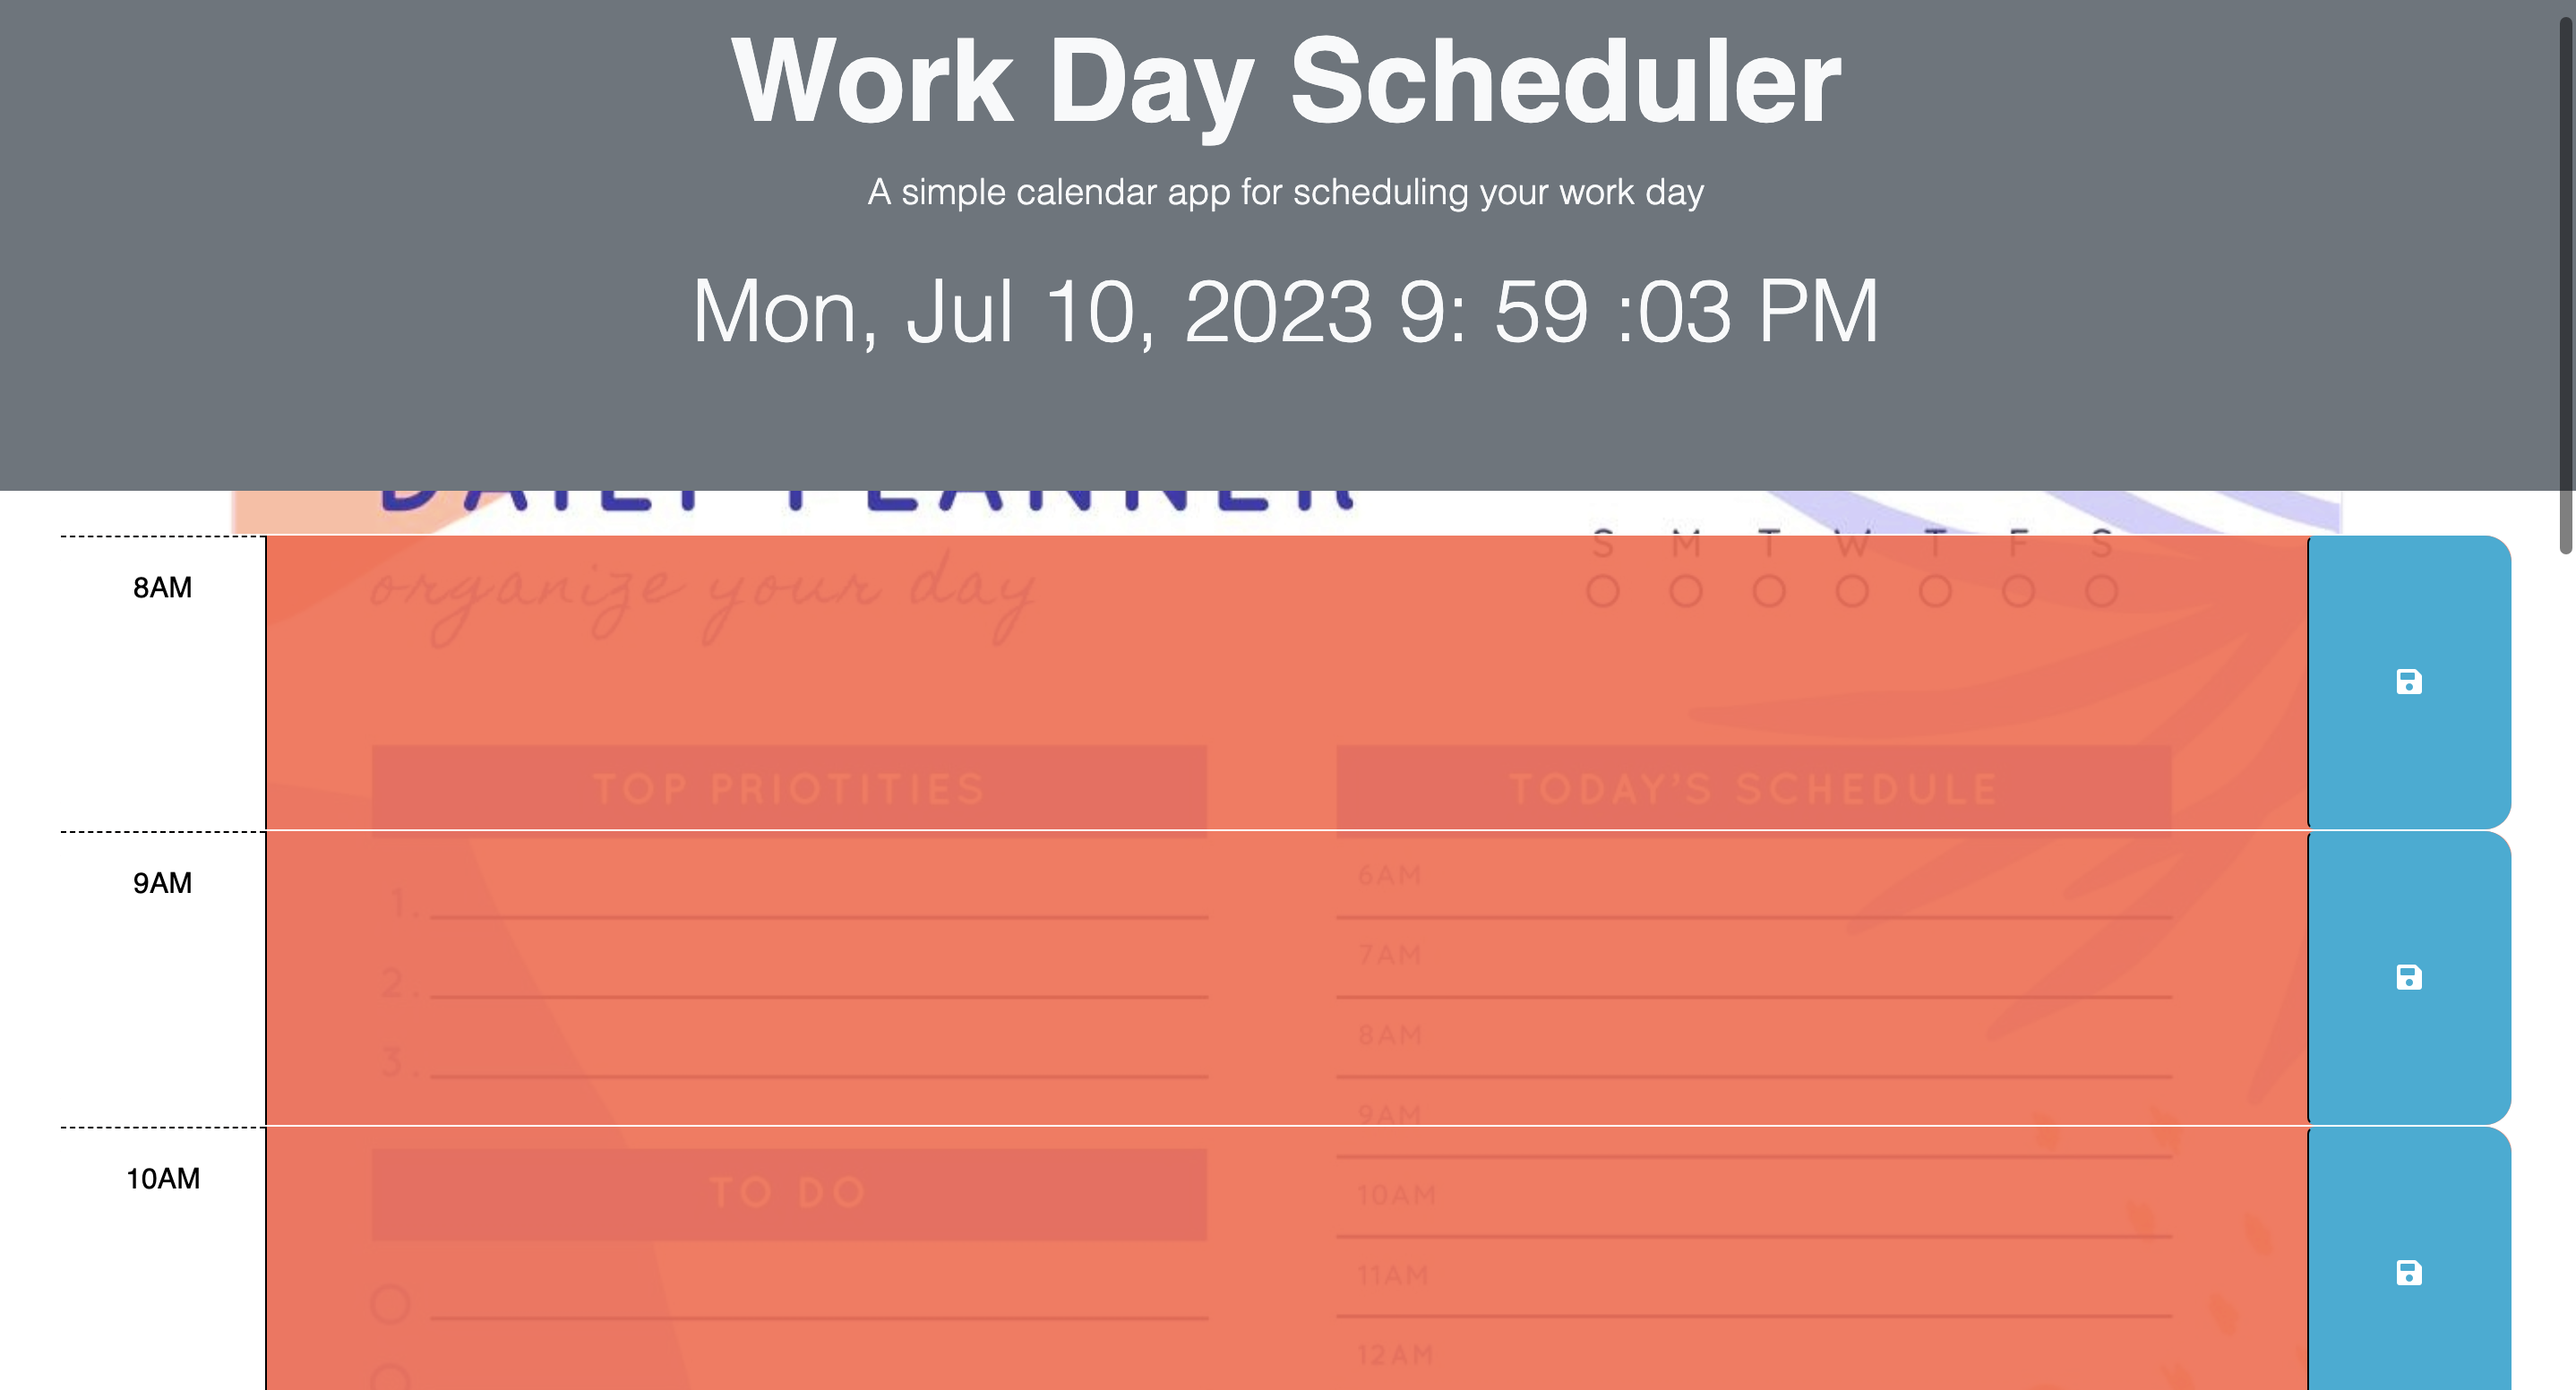 Work Day Scheduler
A simple calendar app for scheduling your work day
Mon, Jul 10, 2023 9: 59 :03 PM
DAILY PLANNER
S M T W T F S
organize your day
8AM
TOP PRIOTITIES
TODAY'S SCHEDULE
9AM
1.
2.
3.
6AM
7AM
8AM
9AM
10AM
TO DO
10AM
11AM
12AM